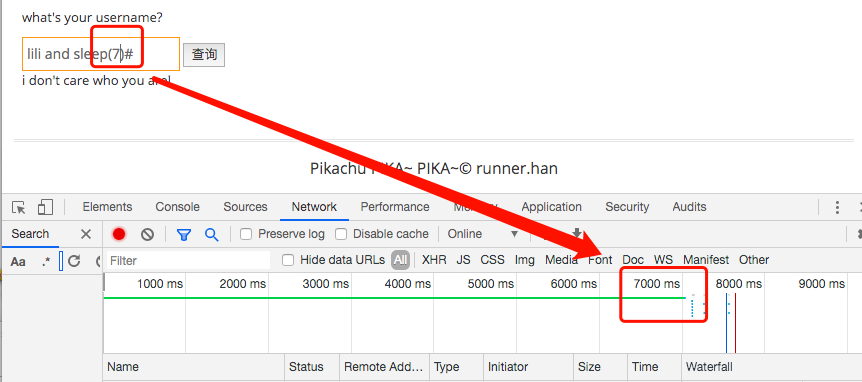 what's your username?
lili and sleep(7)#
查询
i don't care who you are!
Pikachu PIKA~ PIKA~© runner.han
Elements Console Sources Network Performance Memory Application Security Audits
Search Preserve log Disable cache Online
Aa .* Filter Hide data URLs All XHR JS CSS Img Media Font Doc WS Manifest Other
1000 ms 2000 ms 3000 ms 4000 ms 5000 ms 6000 ms 7000 ms 8000 ms 9000 ms
Name Status Remote Add... Type Initiator Size Time Waterfall